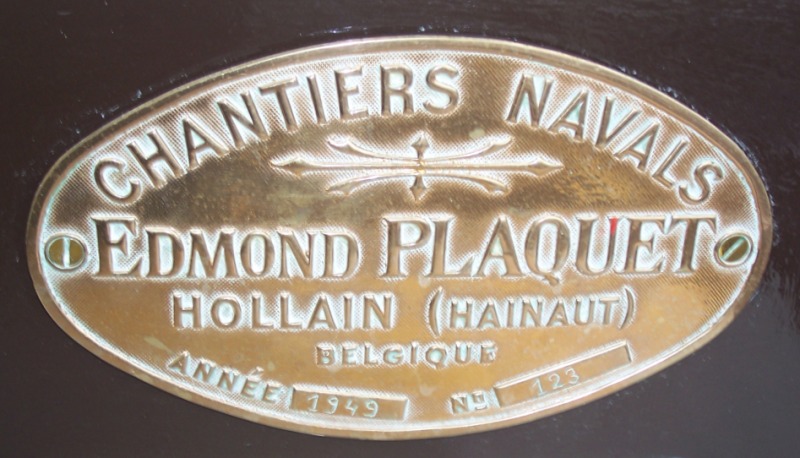 CHANTIERS NAVALS
EDMOND PLAQUET
HOLLAIN (HAINAUT)
BELGIQUE
ANNÉE 1949 No 123